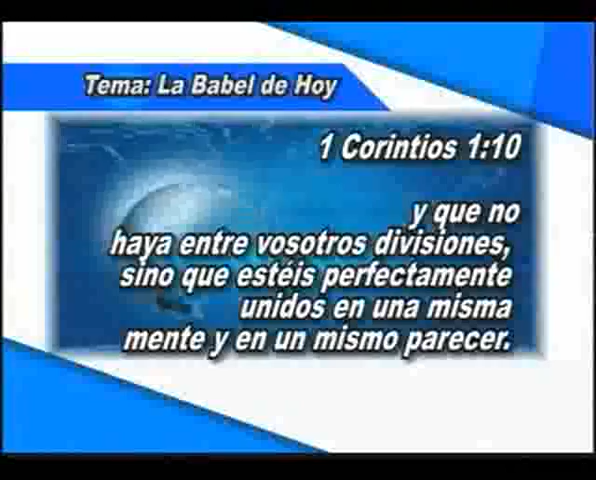 Tema: La Babel de Hoy
1 Corintios 1:10
y que no
haya entre vosotros divisiones,
sino que estéis perfectamente
unidos en una misma
mente y en un mismo parecer.